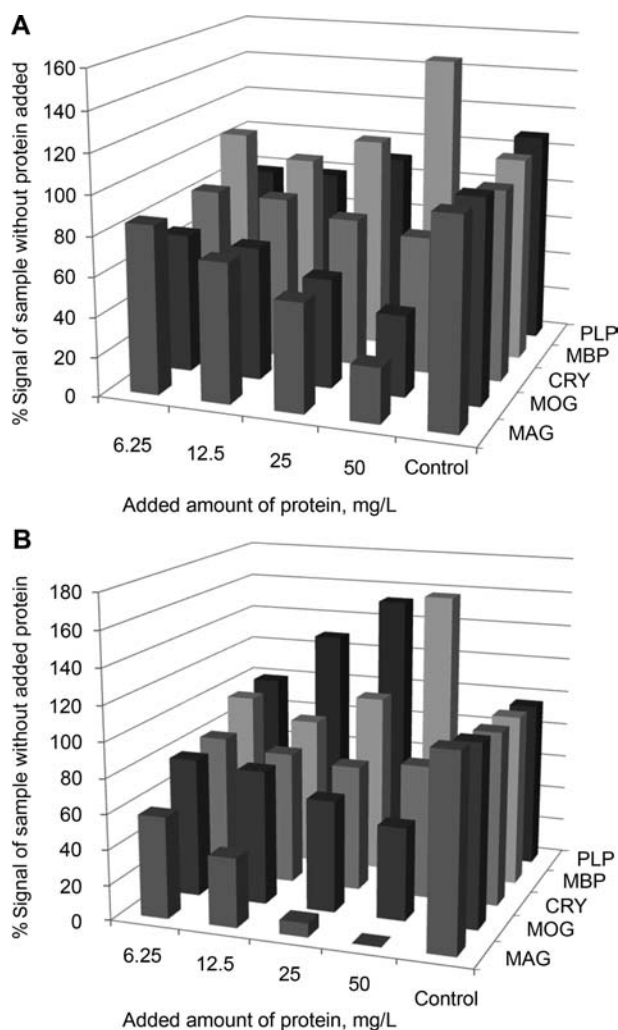 A
% Signal of sample without protein added
160
140
120
100
80
60
40
20
0
6.25
12.5
25
50
Control
PLP
MBP
CRY
MOG
MAG
Added amount of protein, mg/L
B
% Signal of sample without added protein
180
160
140
120
100
80
60
40
20
0
6.25
12.5
25
50
Control
PLP
MBP
CRY
MOG
MAG
Added amount of protein, mg/L